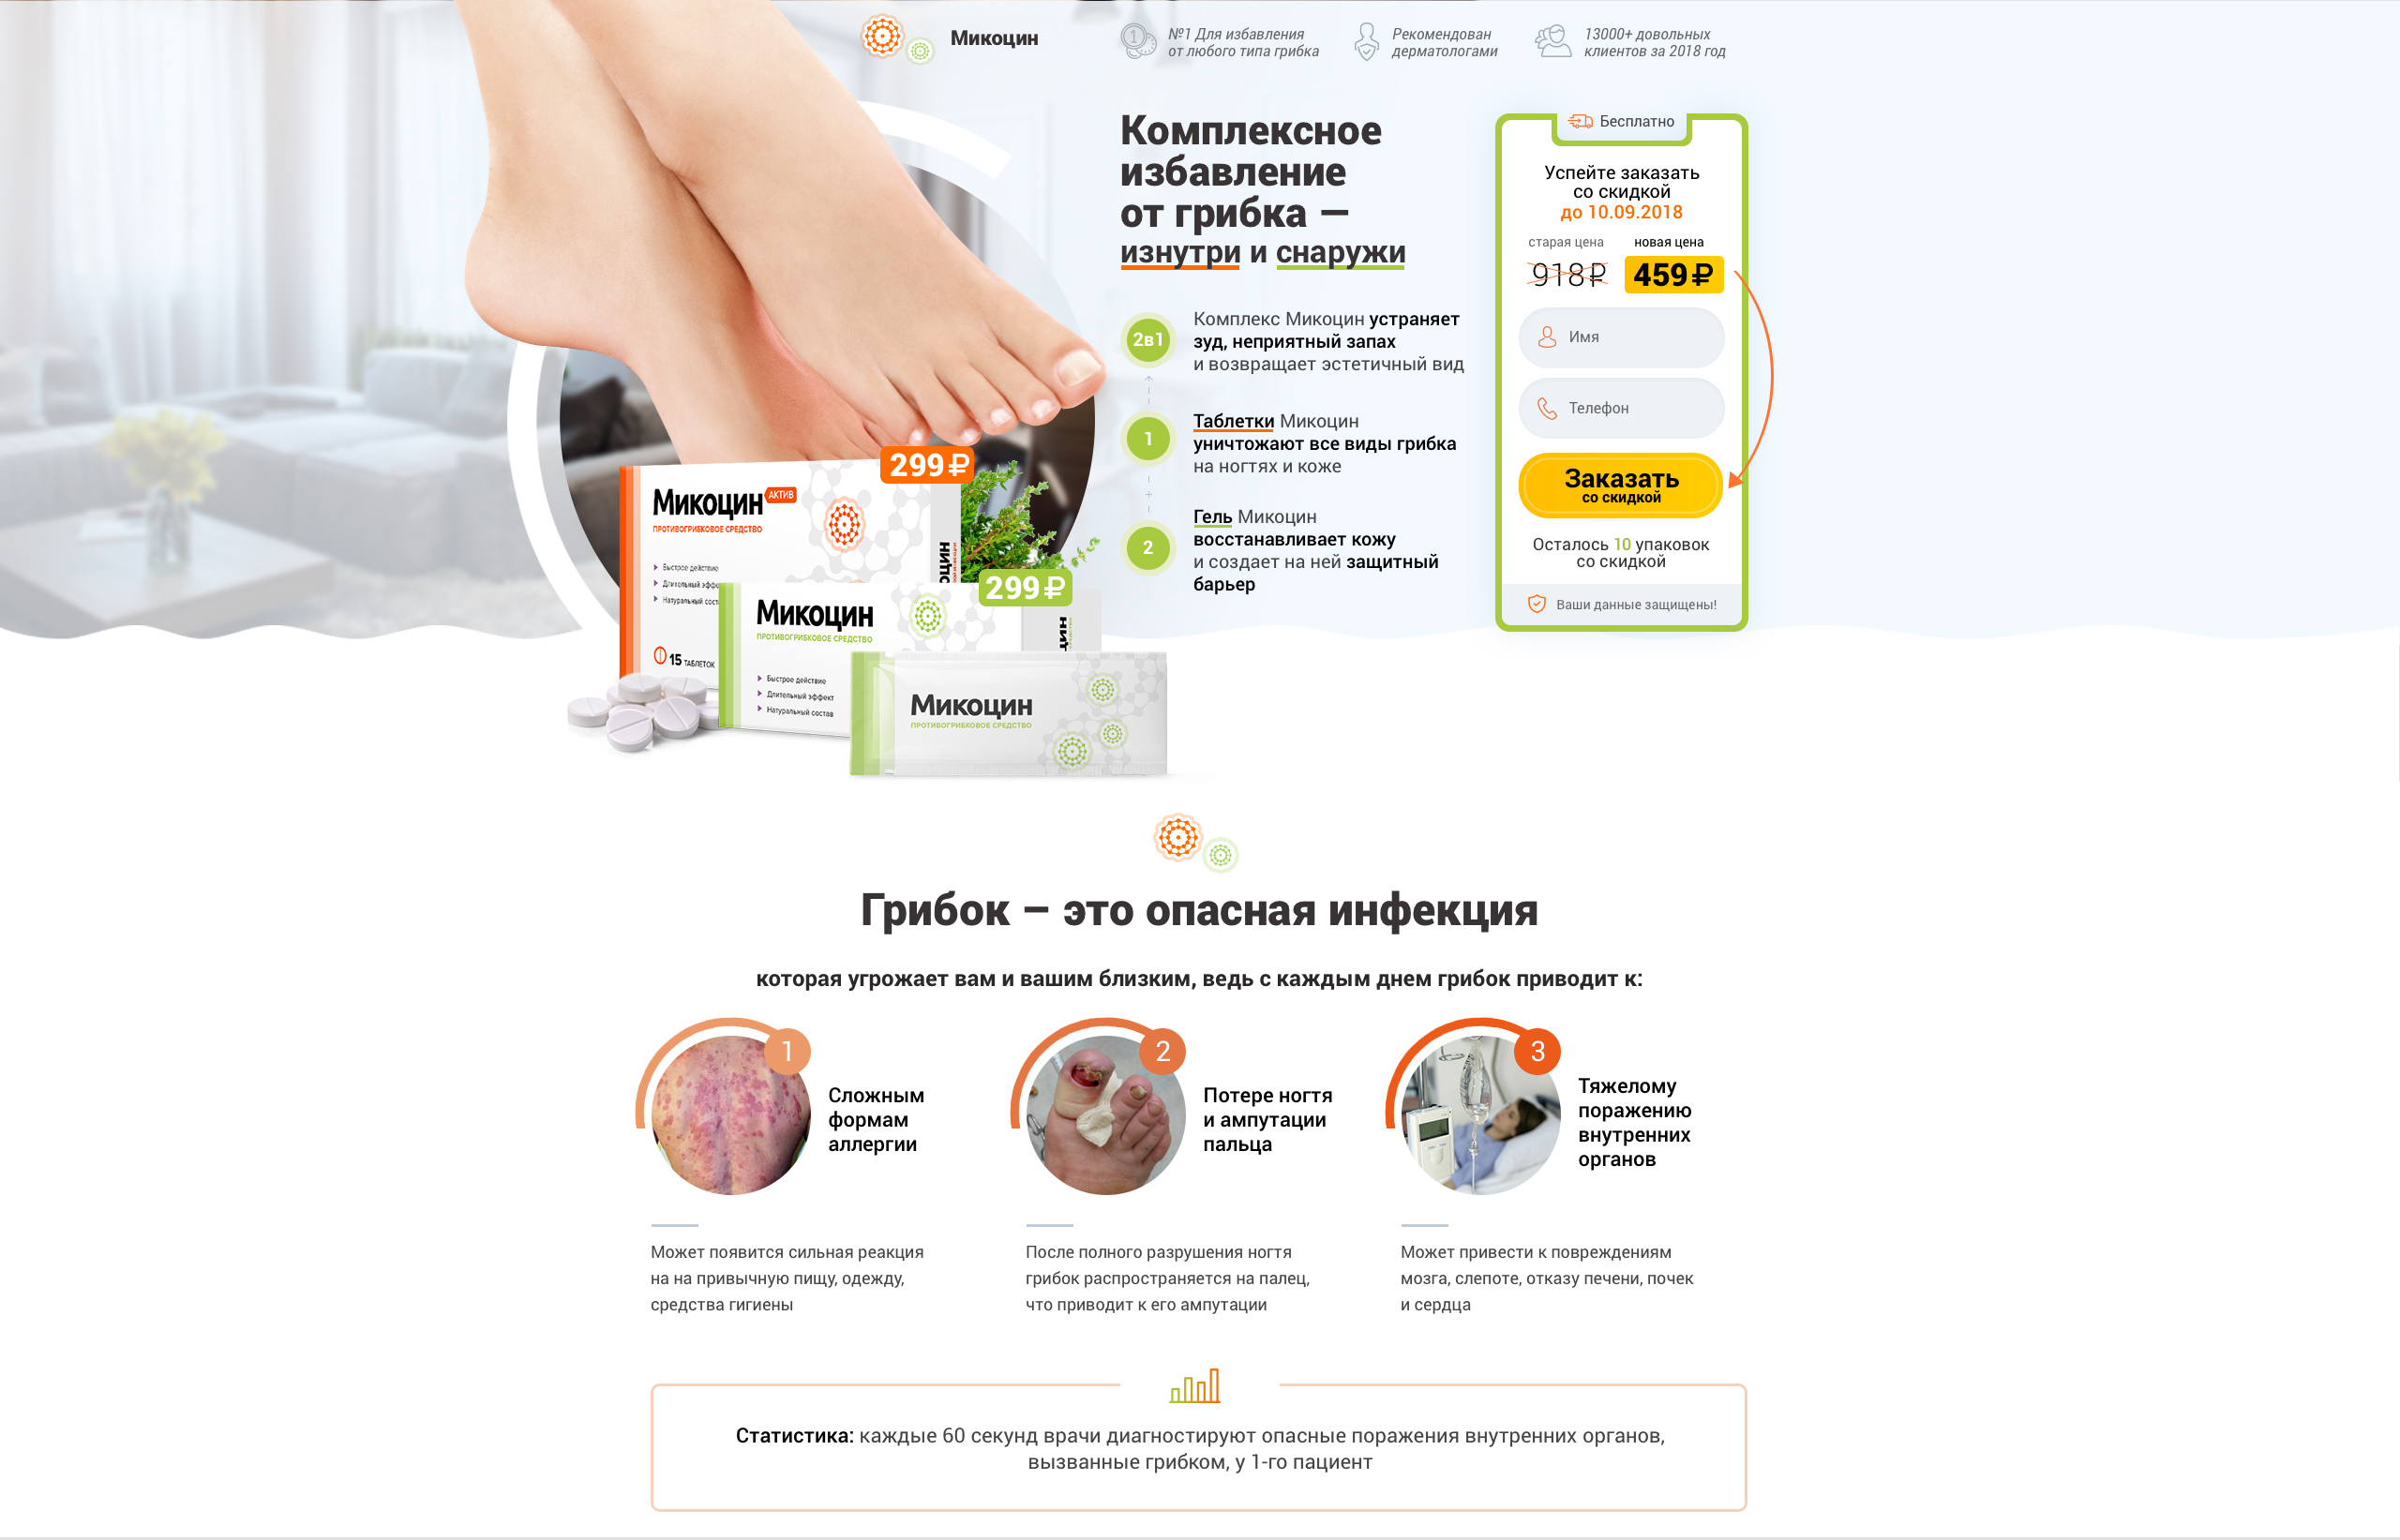 Микоцин
№1 Для избавления
от любого типа грибка
Рекомендован
дерматологами
13000+ довольных
клиентов за 2018 год
Комплексное
избавление
от грибка —
изнутри и снаружи
2в1
Комплекс Микоцин устраняет
зуд, неприятный запах
и возвращает эстетичный вид
1
Таблетки Микоцин
уничтожают все виды грибка
на ногтях и коже
+
2
Гель Микоцин
восстанавливает кожу
и создает на ней защитный
барьер
Бесплатно
Успейте заказать
со скидкой
до 10.09.2018
старая цена новая цена
918₽ 459₽
Имя
Телефон
Заказать
со скидкой
Осталось 10 упаковок
со скидкой
Ваши данные защищены!
299₽
Микоцин АКТИВ
ПРОТИВОГРИБКОВОЕ СРЕДСТВО
Быстрое действие
15 ТАБЛЕТОК
299₽
Микоцин
ПРОТИВОГРИБКОВОЕ СРЕДСТВО
Быстрое действие
Длительный эффект
Натуральный состав
Микоцин
ПРОТИВОГРИБКОВОЕ СРЕДСТВО
Грибок – это опасная инфекция
которая угрожает вам и вашим близким, ведь с каждым днем грибок приводит к:
1
Сложным
формам
аллергии
Может появится сильная реакция
на на привычную пищу, одежду,
средства гигиены
2
Потере ногтя
и ампутации
пальца
После полного разрушения ногтя
грибок распространяется на палец,
что приводит к его ампутации
3
Тяжелому
поражению
внутренних
органов
Может привести к повреждениям
мозга, слепоте, отказу печени, почек
и сердца
Статистика: каждые 60 секунд врачи диагностируют опасные поражения внутренних органов,
вызванные грибком, у 1-го пациент